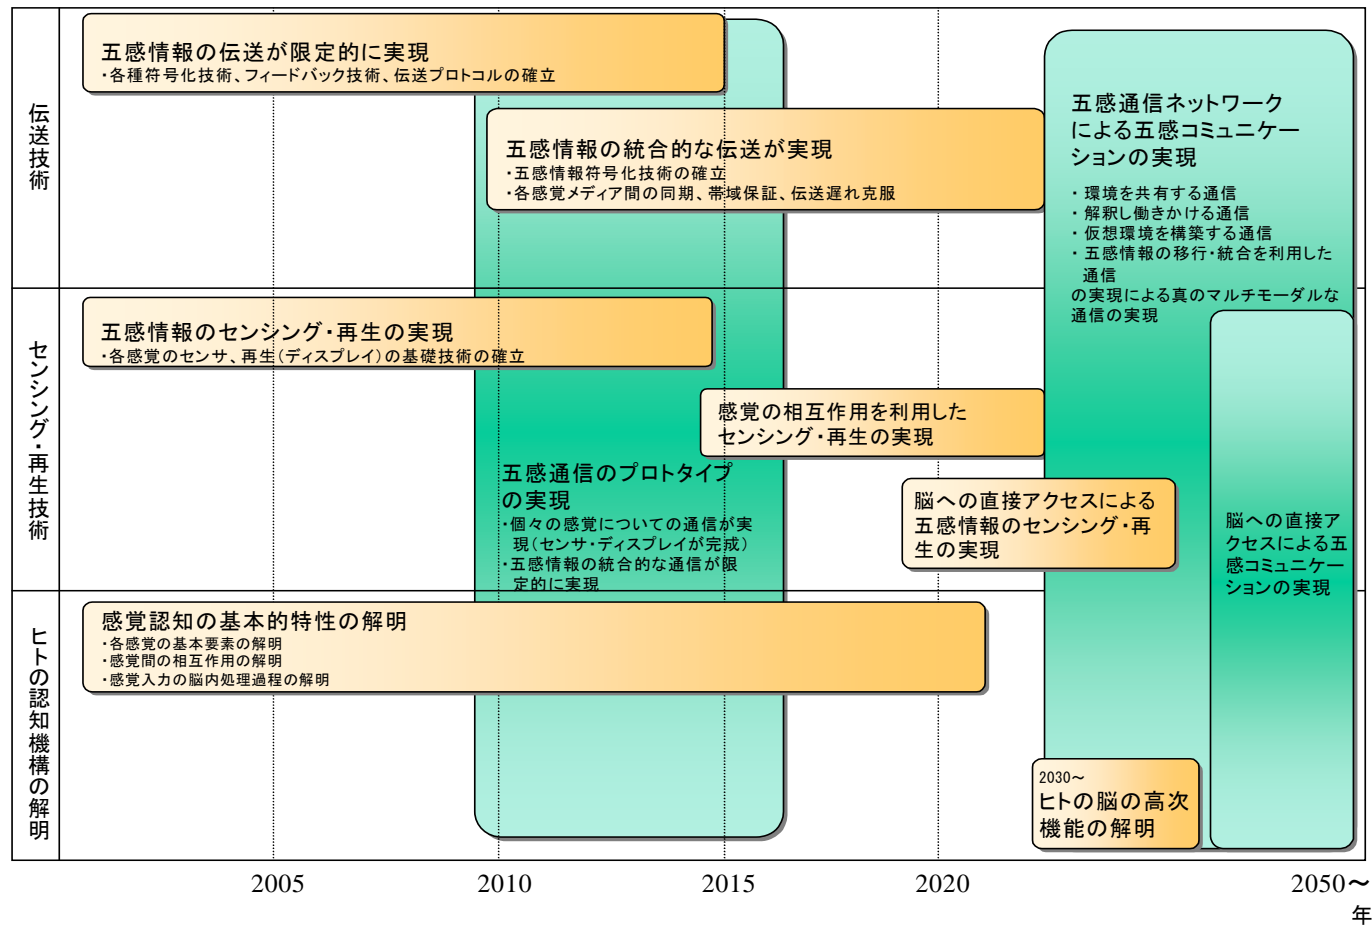 伝送技術
五感情報の伝送が限定的に実現
・各種符号化技術、フィードバック技術、伝送プロトコルの確立
五感情報の統合的な伝送が実現
・五感情報符号化技術の確立
・各感覚メディア間の同期、帯域保証、伝送遅れ克服
五感通信ネットワーク
による五感コミュニケー
ションの実現
・環境を共有する通信
・解釈し働きかける通信
・仮想環境を構築する通信
・五感情報の移行・統合を利用した
通信
の実現による真のマルチモーダルな
通信の実現
センシング・再生技術
五感情報のセンシング・再生の実現
・各感覚のセンサ、再生(ディスプレイ)の基礎技術の確立
感覚の相互作用を利用した
センシング・再生の実現
五感通信のプロトタイプ
の実現
・個々の感覚についての通信が実
現(センサ・ディスプレイが完成)
・五感情報の統合的な通信が限
定的に実現
脳への直接アクセスによる
五感情報のセンシング・再
生の実現
脳への直接ア
クセスによる五
感コミュニケー
ションの実現
ヒトの認知機構の解明
感覚認知の基本的特性の解明
・各感覚の基本要素の解明
・感覚間の相互作用の解明
・感覚入力の脳内処理過程の解明
2030～
ヒトの脳の高次
機能の解明
2005
2010
2015
2020
2050～
年